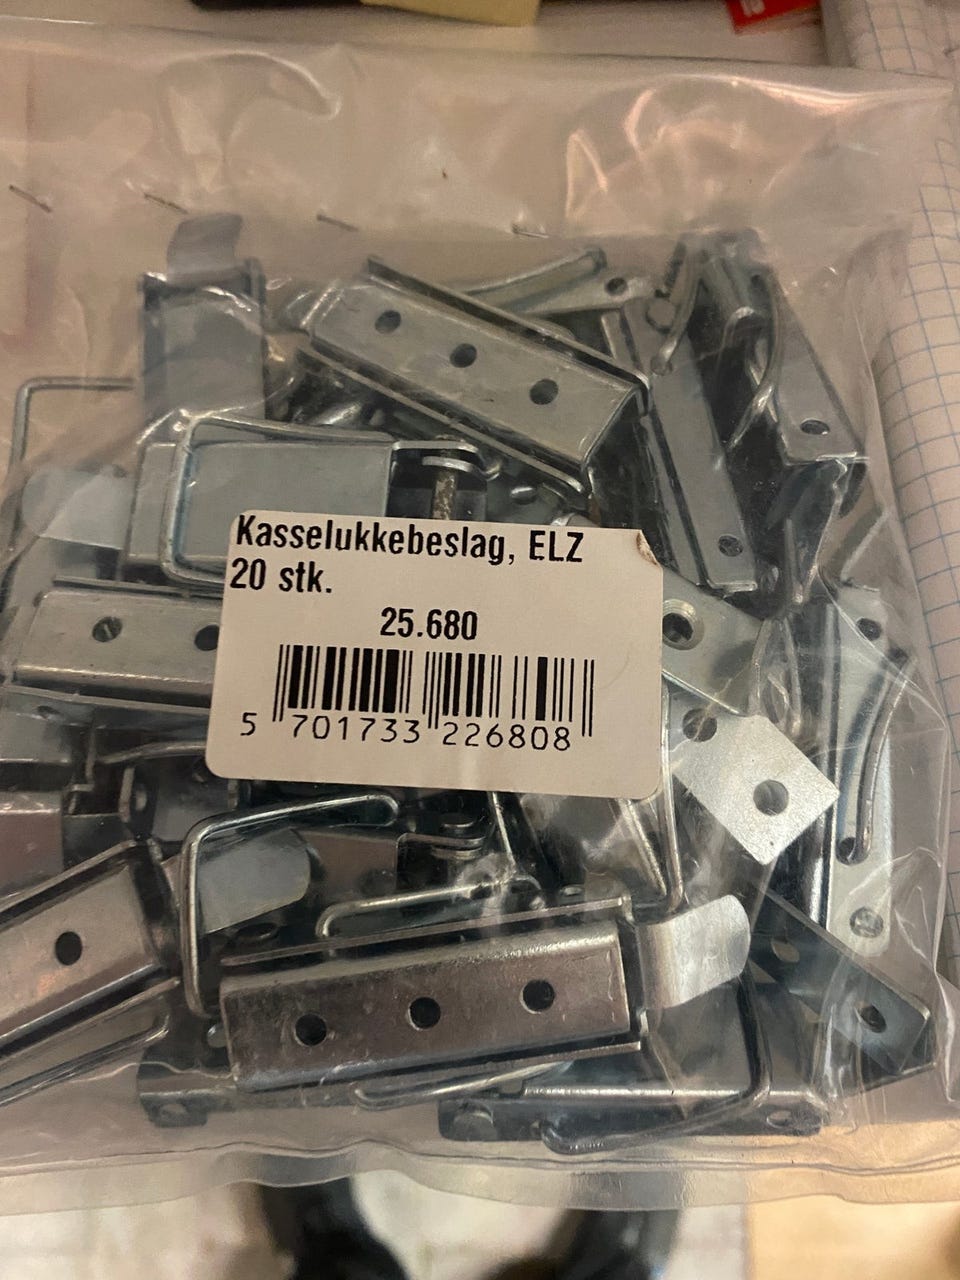 Kasselukkebeslag, ELZ
20 stk.
25.680
5 701733 226808